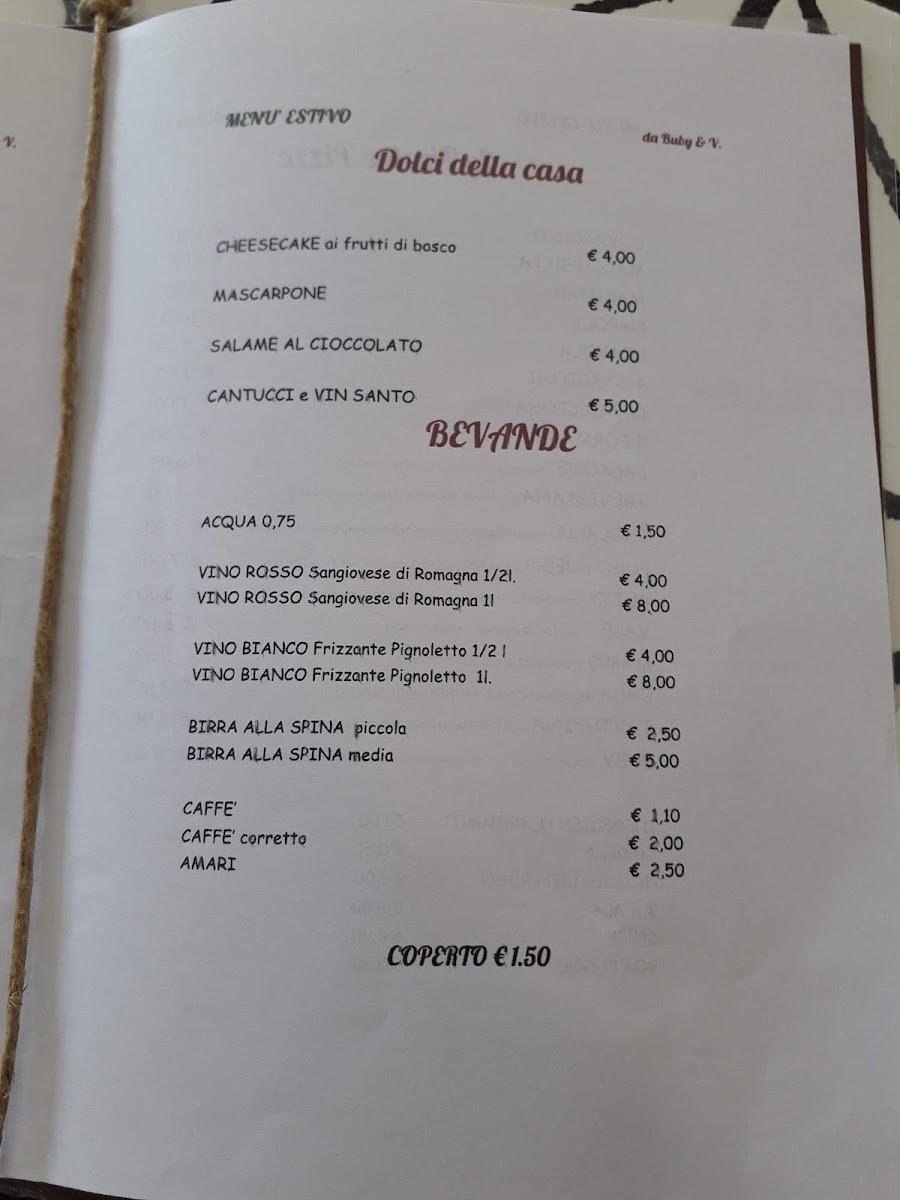 V.
MENU' ESTIVO
da Buby & V.
Dolci della casa
CHEESECAKE ai frutti di bosco € 4,00
MASCARPONE € 4,00
SALAME AL CIOCCOLATO € 4,00
CANTUCCI e VIN SANTO € 5,00
BEVANDE
ACQUA 0,75 € 1,50
VINO ROSSO Sangiovese di Romagna 1/2l. € 4,00
VINO ROSSO Sangiovese di Romagna 1l € 8,00
VINO BIANCO Frizzante Pignoletto 1/2 l € 4,00
VINO BIANCO Frizzante Pignoletto 1l. € 8,00
BIRRA ALLA SPINA piccola € 2,50
BIRRA ALLA SPINA media € 5,00
CAFFE' € 1,10
CAFFE' corretto € 2,00
AMARI € 2,50
COPERTO € 1.50